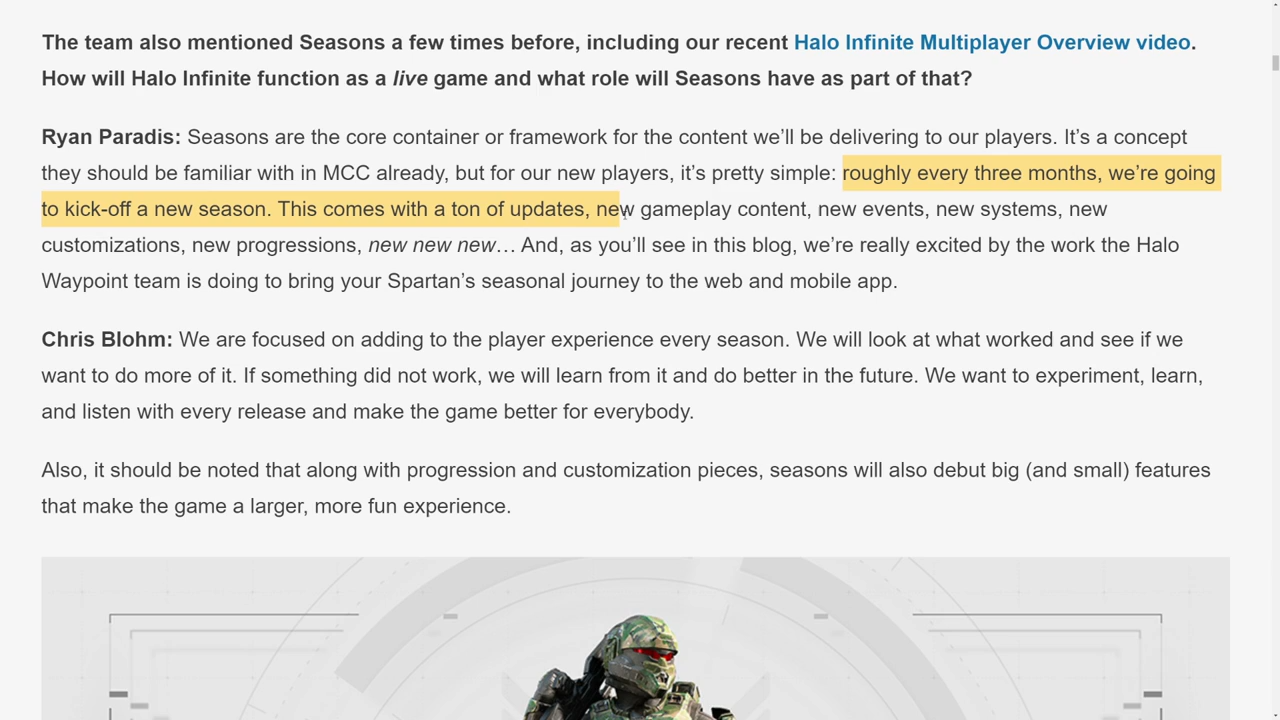 The team also mentioned Seasons a few times before, including our recent Halo Infinite Multiplayer Overview video.
How will Halo Infinite function as a live game and what role will Seasons have as part of that?
Ryan Paradis: Seasons are the core container or framework for the content we’ll be delivering to our players. It’s a concept
they should be familiar with in MCC already, but for our new players, it’s pretty simple: roughly every three months, we’re going
to kick-off a new season. This comes with a ton of updates, new gameplay content, new events, new systems, new
customizations, new progressions, new new new… And, as you’ll see in this blog, we’re really excited by the work the Halo
Waypoint team is doing to bring your Spartan’s seasonal journey to the web and mobile app.
Chris Blohm: We are focused on adding to the player experience every season. We will look at what worked and see if we
want to do more of it. If something did not work, we will learn from it and do better in the future. We want to experiment, learn,
and listen with every release and make the game better for everybody.
Also, it should be noted that along with progression and customization pieces, seasons will also debut big (and small) features
that make the game a larger, more fun experience.